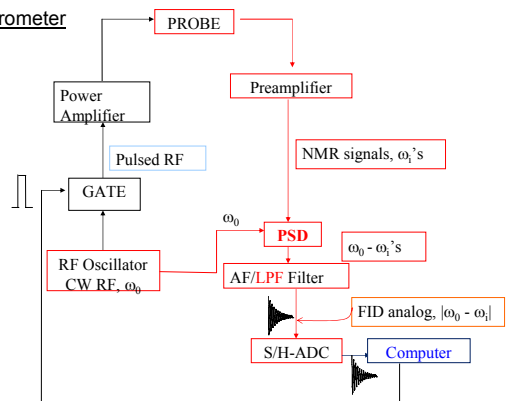 rometer
PROBE
Power
Amplifier
Preamplifier
Pulsed RF
NMR signals, ωi's
GATE
ω0
PSD
ω0 - ωi's
RF Oscillator
CW RF, ω0
AF/LPF Filter
FID analog, |ω0 - ωi|
S/H-ADC
Computer